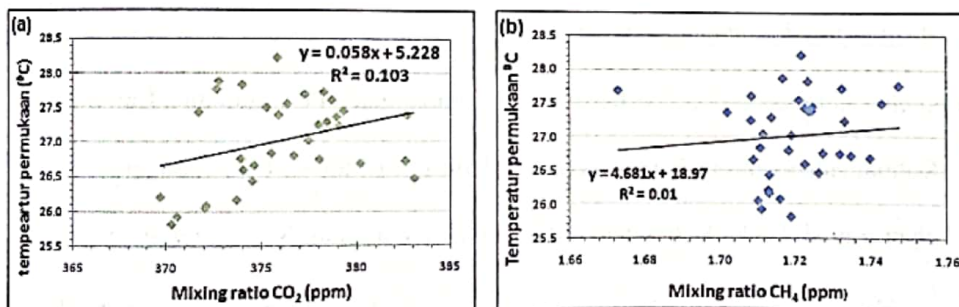 (a)
28.5
28.0
27.5
27.0
26.5
26.0
25.5
tempeartur permukaan (°C)
y = 0.058x + 5.228
R² = 0.103
365
370
375
380
385
Mixing ratio CO₂ (ppm)
(b)
28.5
28.0
27.5
27.0
26.5
26.0
25.5
Temperatur permukaan °C
y = 4.681x + 18.97
R² = 0.01
1.66
1.68
1.70
1.72
1.74
1.76
Mixing ratio CH₄ (ppm)